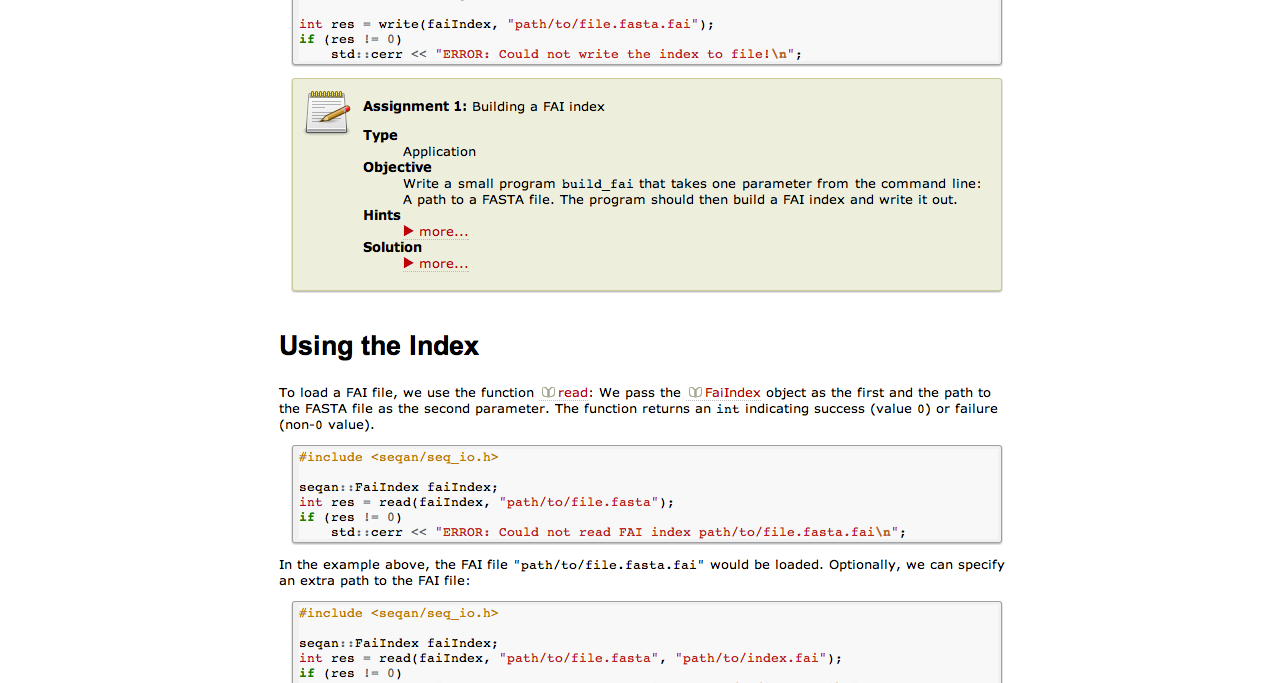 int res = write(faiIndex, "path/to/file.fasta.fai");
if (res != 0)
    std::cerr << "ERROR: Could not write the index to file!\n";
Assignment 1: Building a FAI index
Type
Application
Objective
Write a small program build_fai that takes one parameter from the command line:
A path to a FASTA file. The program should then build a FAI index and write it out.
Hints
▶ more...
Solution
▶ more...
Using the Index
To load a FAI file, we use the function read: We pass the FaiIndex object as the first and the path to
the FASTA file as the second parameter. The function returns an int indicating success (value 0) or failure
(non-0 value).
#include <seqan/seq_io.h>
seqan::FaiIndex faiIndex;
int res = read(faiIndex, "path/to/file.fasta");
if (res != 0)
    std::cerr << "ERROR: Could not read FAI index path/to/file.fasta.fai\n";
In the example above, the FAI file "path/to/file.fasta.fai" would be loaded. Optionally, we can specify
an extra path to the FAI file:
#include <seqan/seq_io.h>
seqan::FaiIndex faiIndex;
int res = read(faiIndex, "path/to/file.fasta", "path/to/index.fai");
if (res != 0)